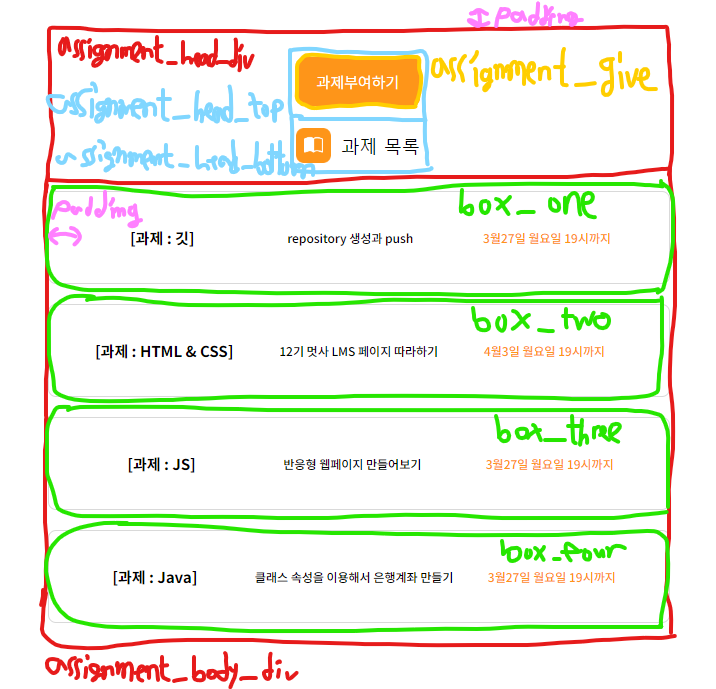 padding
assignment_head_div
과제부여하기
assignment_give
assignment_head_top
과제 목록
assignment_head_bottom
padding
box_one
[과제 : 깃]
repository 생성과 push
3월27일 월요일 19시까지
box_two
[과제 : HTML & CSS]
12기 멋사 LMS 페이지 따라하기
4월3일 월요일 19시까지
box_three
[과제 : JS]
반응형 웹페이지 만들어보기
3월27일 월요일 19시까지
box_four
[과제 : Java]
클래스 속성을 이용해서 은행계좌 만들기
3월27일 월요일 19시까지
assignment_body_div